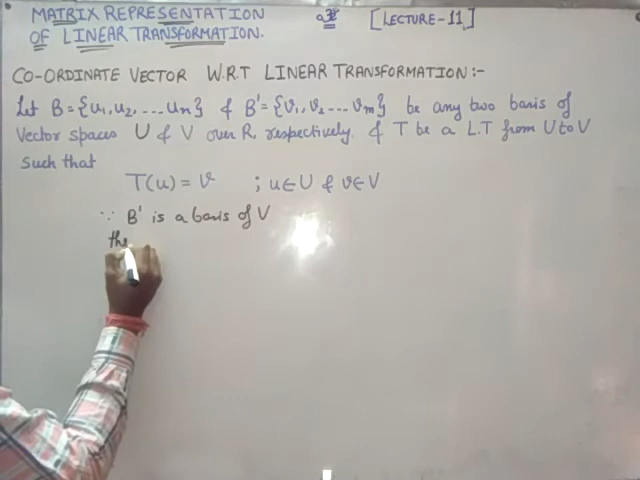 MATRIX REPRESENTATION
OF LINEAR TRANSFORMATION.
[LECTURE-11]
CO-ORDINATE VECTOR W.R.T LINEAR TRANSFORMATION:-
Let B={u₁,u₂,....uₙ} & B'={v₁,v₂...vₘ} be any two basis of
Vector spaces U & V over R, respectively. & T be a L.T from U to V
such that
T(u)=v ; u∈U & v∈V
∵ B' is a basis of V
the